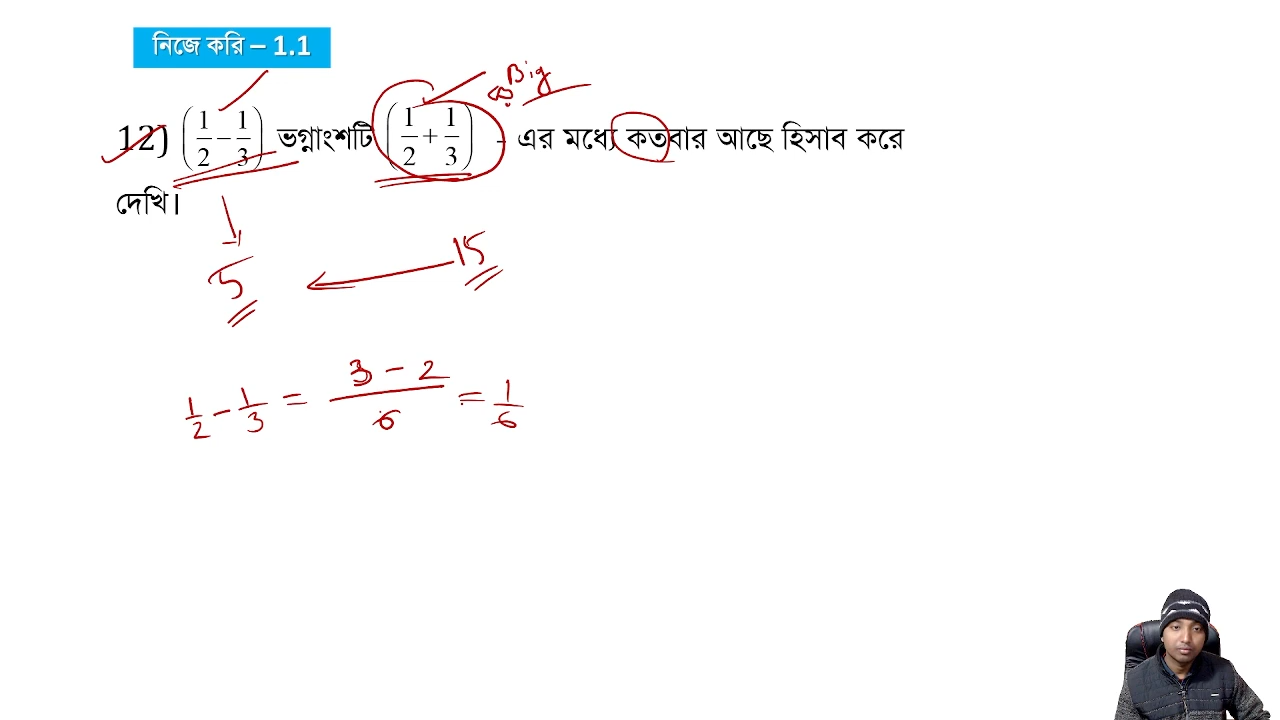 নিজে করি – 1.1
Big
12) (1/2 − 1/3) ভগ্নাংশটি (1/2 + 1/3) - এর মধ্যে কতবার আছে হিসাব করে
দেখি।
5 ← 15
1/2 − 1/3 = 3 − 2/6 = 1/6